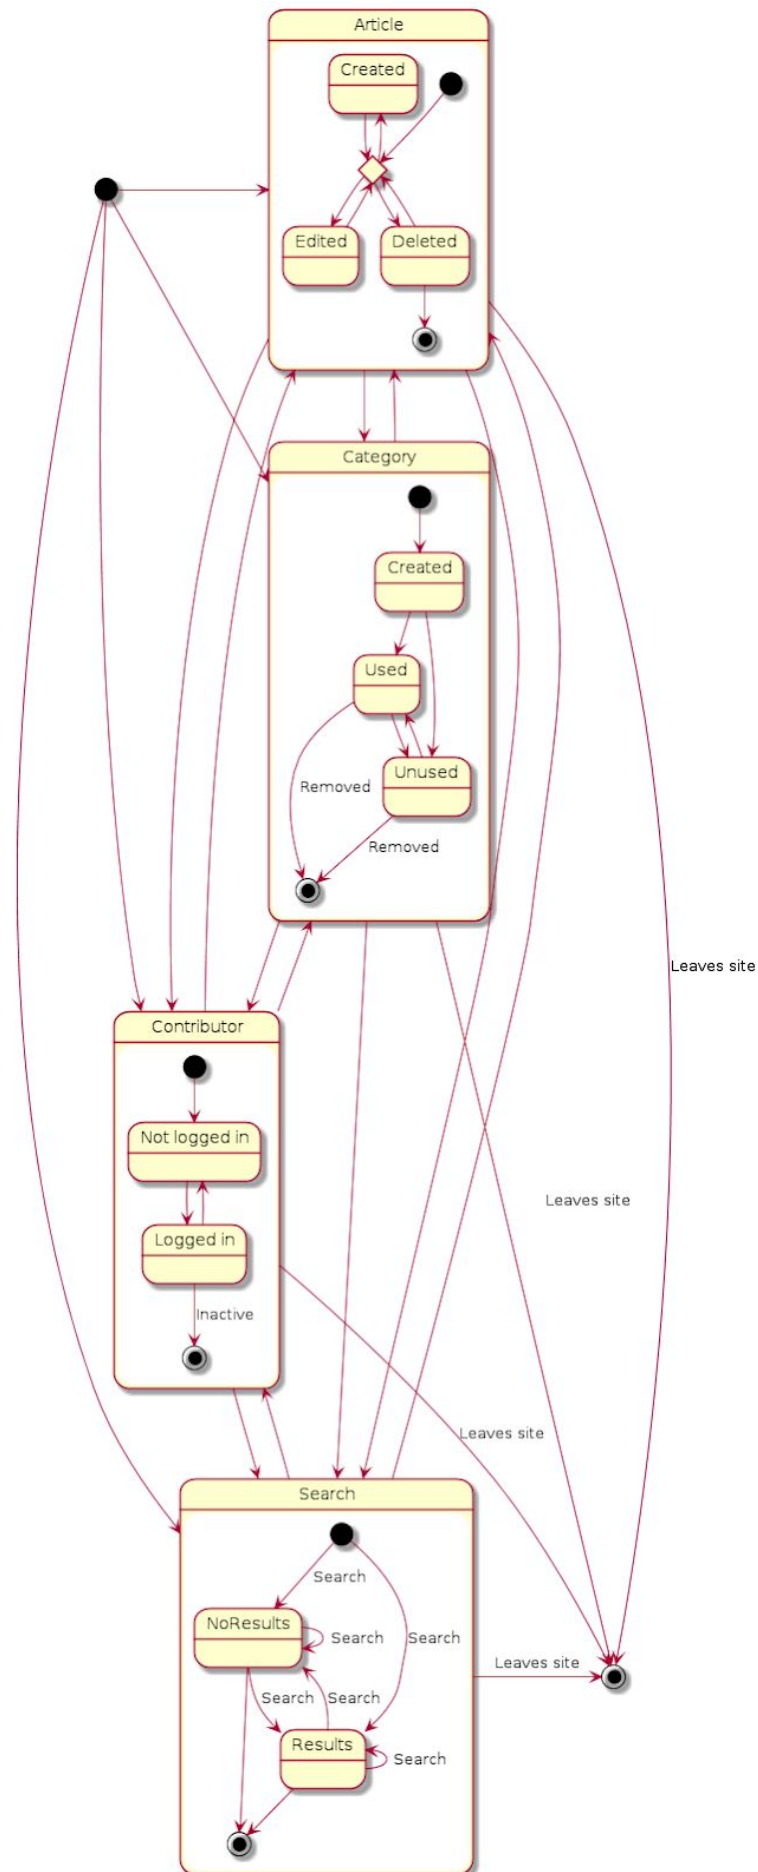 Article
Created
Edited
Deleted
Category
Created
Used
Unused
Removed
Removed
Leaves site
Contributor
Not logged in
Leaves site
Logged in
Inactive
Leaves site
Search
Search
NoResults
Search
Search
Leaves site
Search
Search
Results
Search